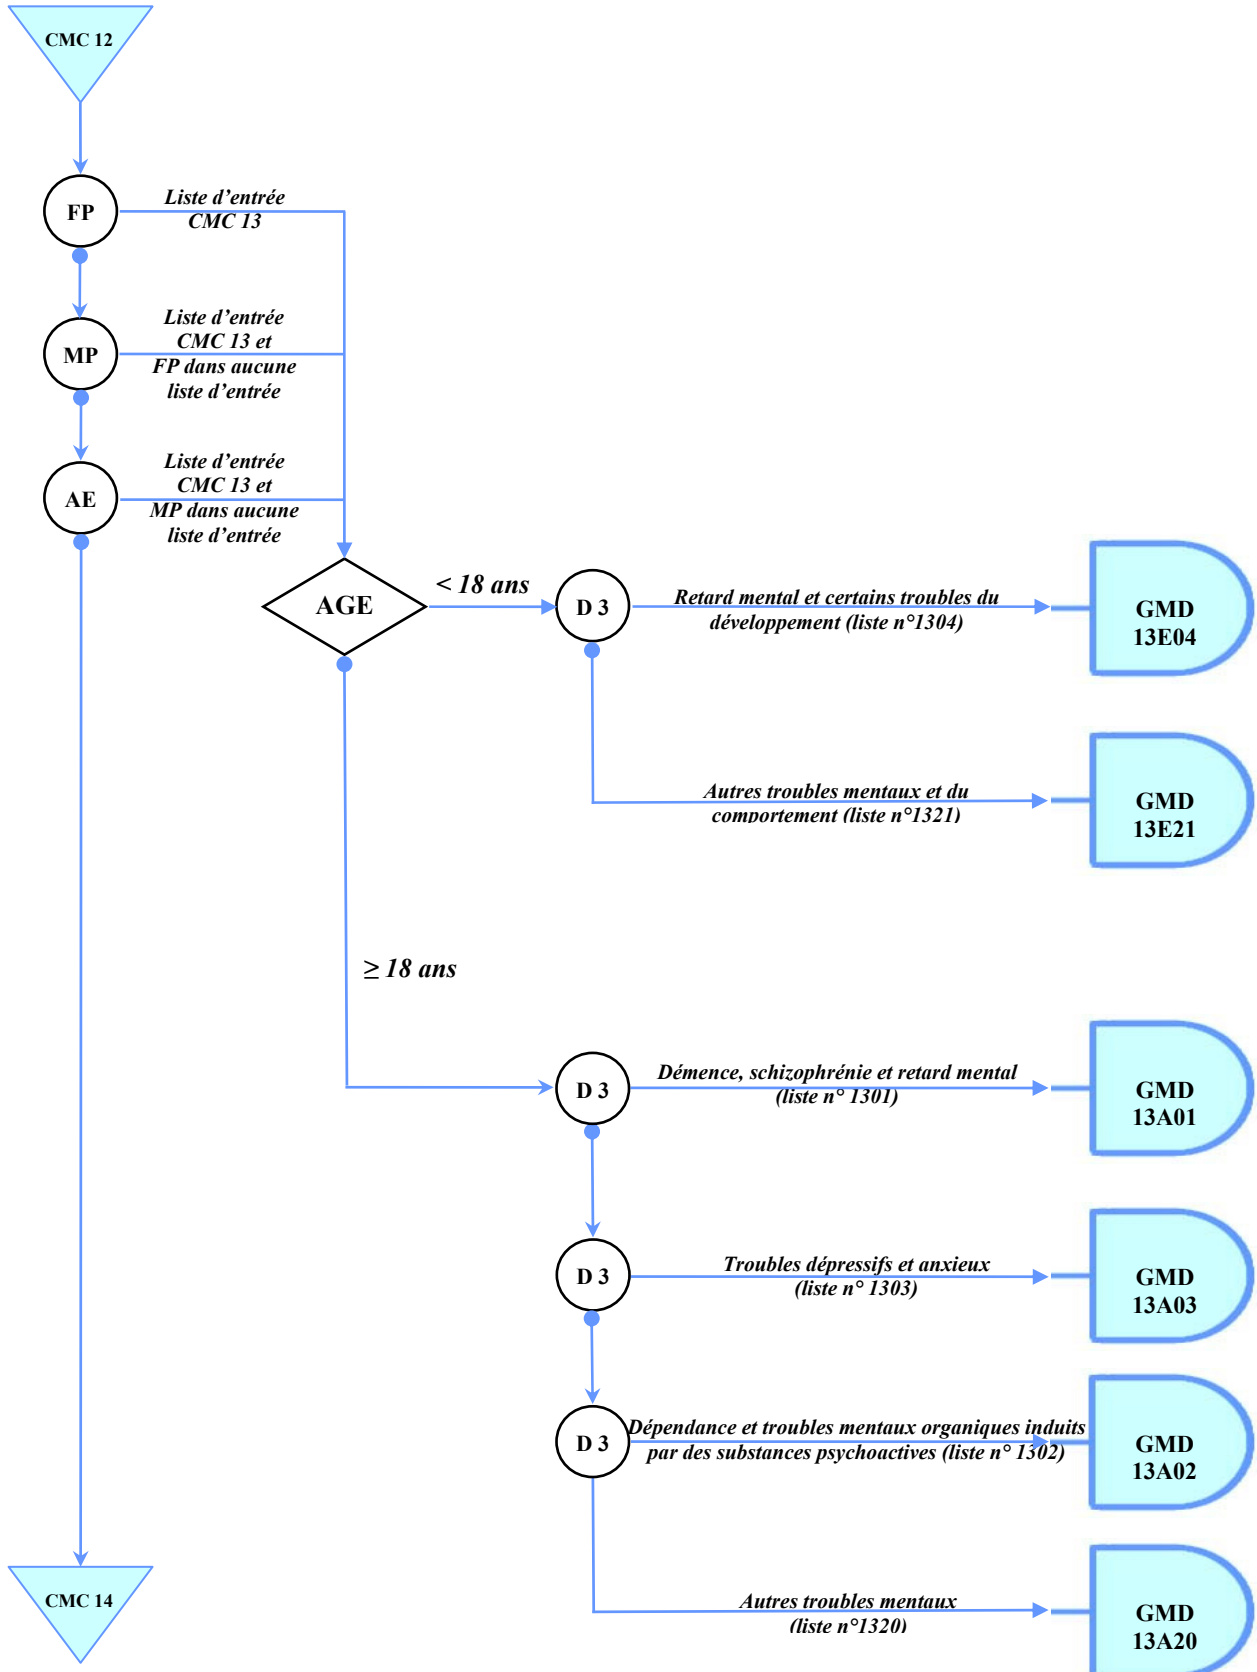 CMC 12
FP
Liste d’entrée
CMC 13
MP
Liste d’entrée
CMC 13 et
FP dans aucune
liste d’entrée
AE
Liste d’entrée
CMC 13 et
MP dans aucune
liste d’entrée
AGE
< 18 ans
D 3
Retard mental et certains troubles du
développement (liste n°1304)
GMD
13E04
Autres troubles mentaux et du
comportement (liste n°1321)
GMD
13E21
≥ 18 ans
D 3
Démence, schizophrénie et retard mental
(liste n° 1301)
GMD
13A01
D 3
Troubles dépressifs et anxieux
(liste n° 1303)
GMD
13A03
D 3
Dépendance et troubles mentaux organiques induits
par des substances psychoactives (liste n° 1302)
GMD
13A02
Autres troubles mentaux
(liste n°1320)
GMD
13A20
CMC 14